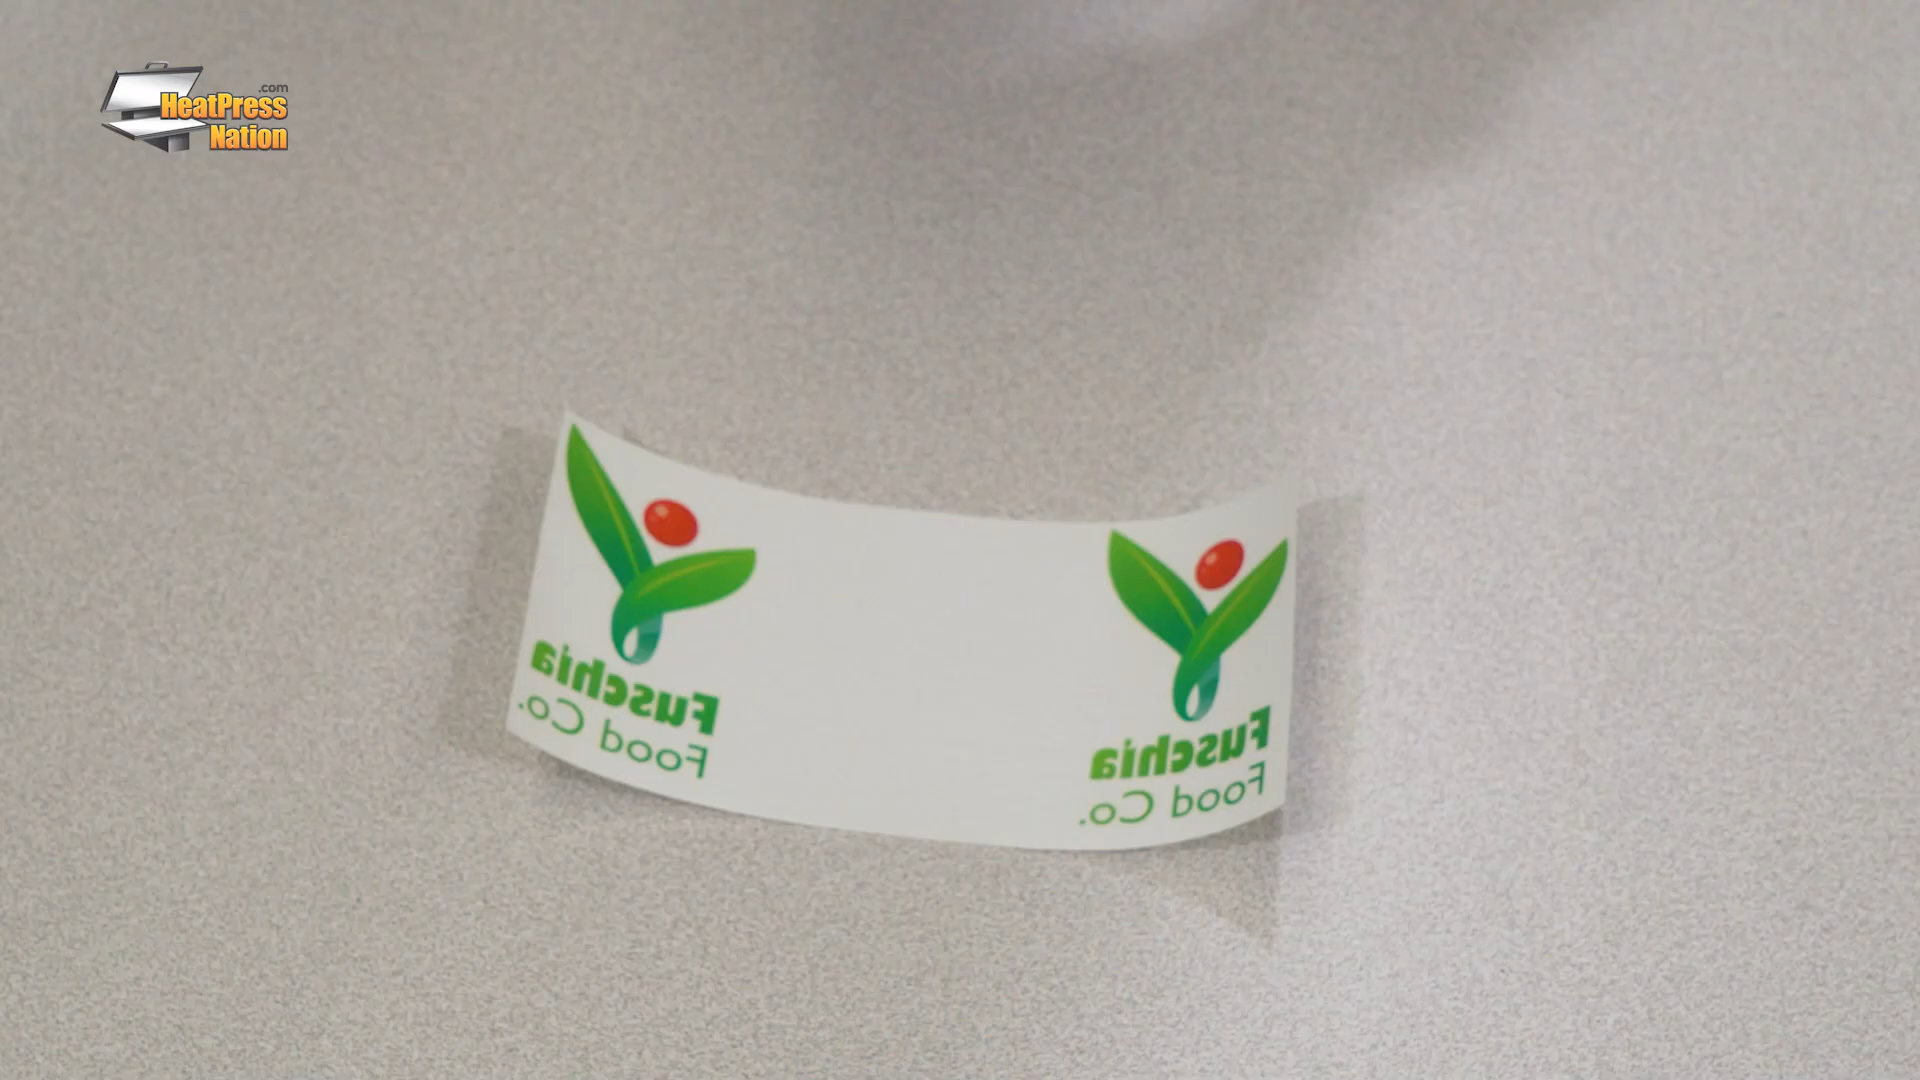 .com
HeatPress
Nation
Fuschia
Food Co.
Fuschia
Food Co.